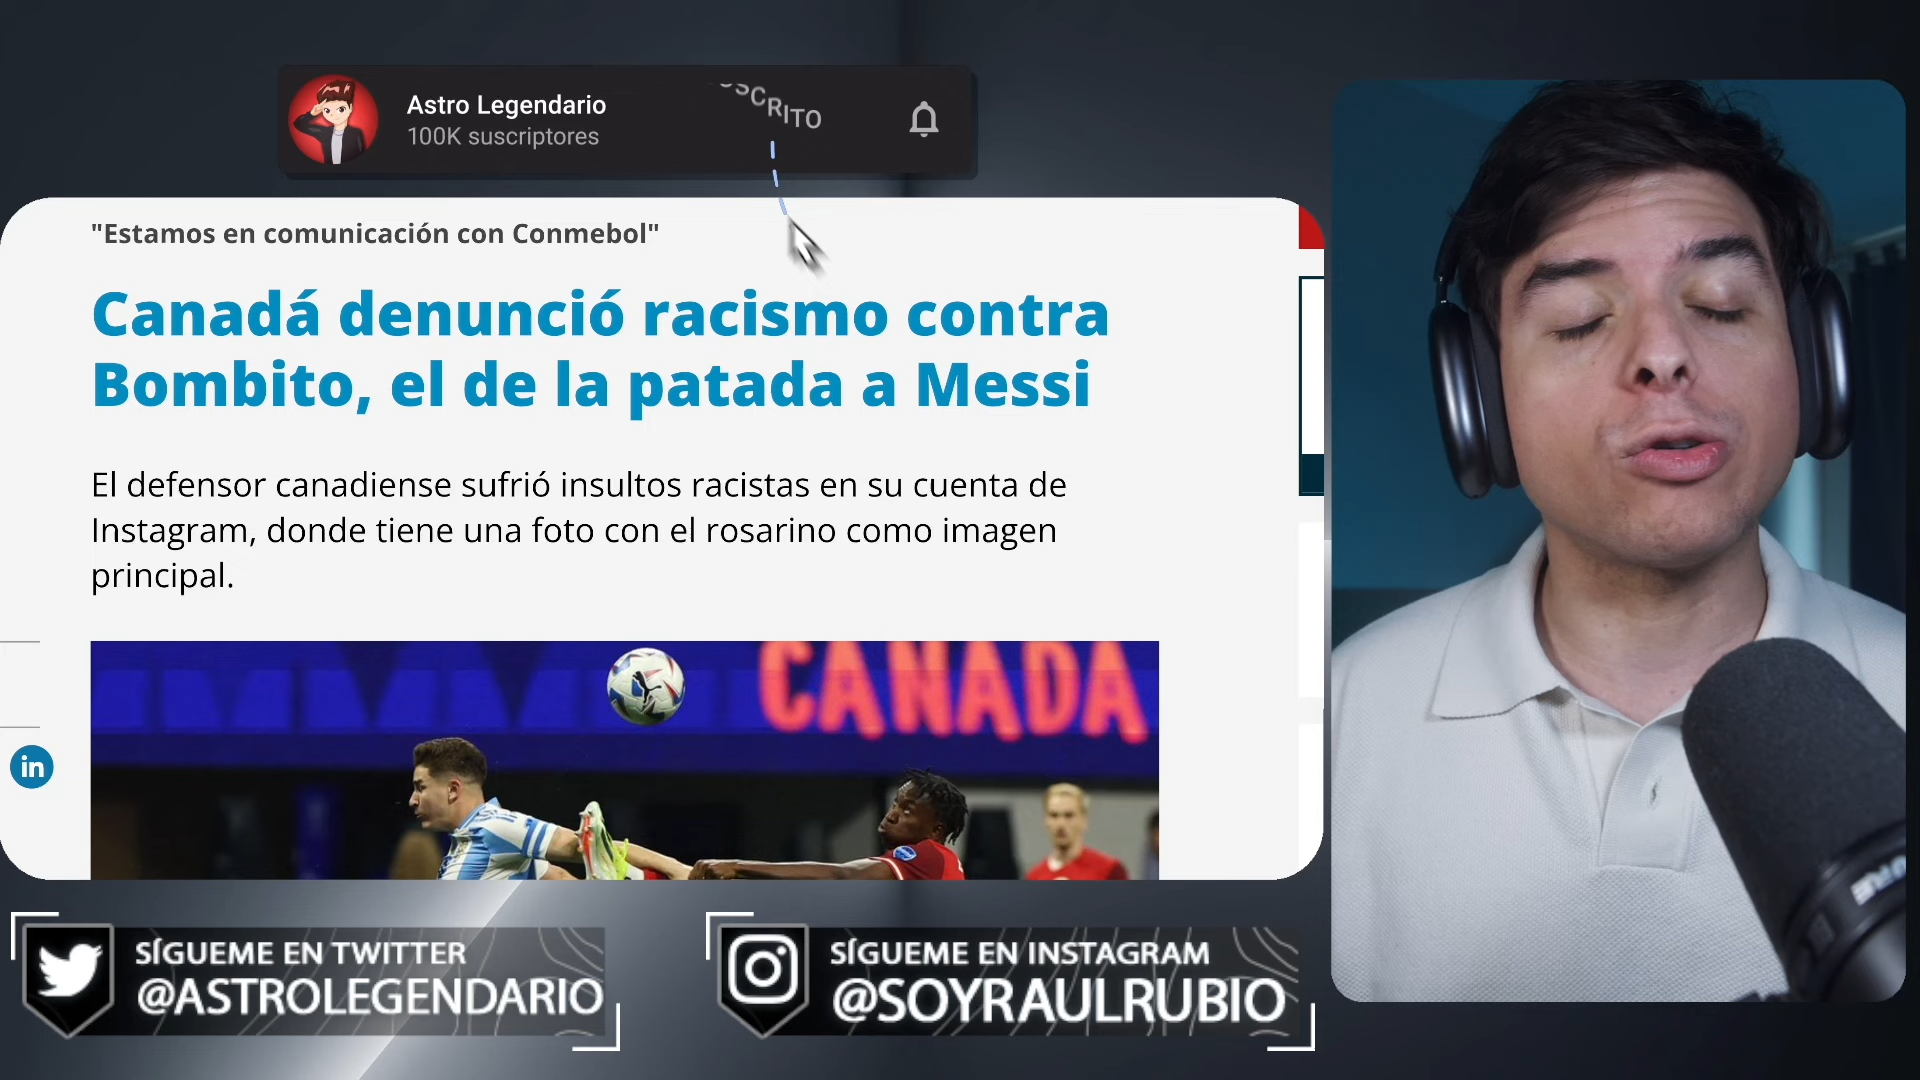 Astro Legendario
100K suscriptores
"Estamos en comunicación con Conmebol"
Canadá denunció racismo contra
Bombito, el de la patada a Messi
El defensor canadiense sufrió insultos racistas en su cuenta de
Instagram, donde tiene una foto con el rosarino como imagen
principal.
CANADA
in
SÍGUEME EN TWITTER
@ASTROLEGENDARIO
SÍGUEME EN INSTAGRAM
@SOYRAULRUBIO